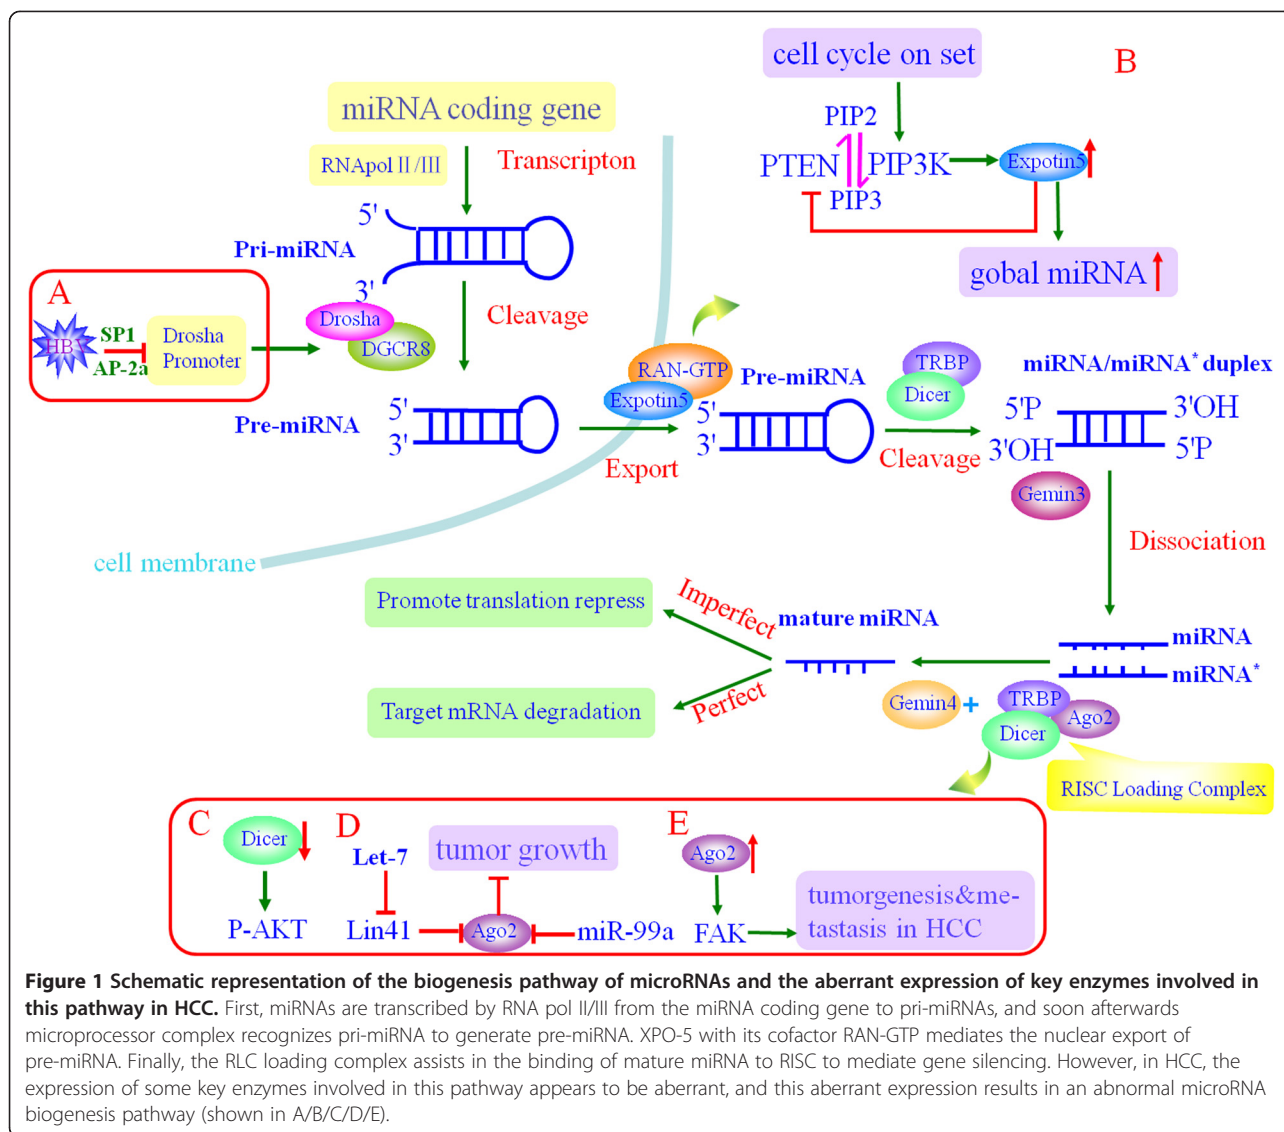 cell cycle on set
B
miRNA coding gene
PIP2
RNApol II/III
Transcripton
PTEN
PIP3K
Expotin5
PIP3
5'
Pri-miRNA
3'
gobal miRNA
A
HBV
SP1
AP-2a
Drosha
Promoter
Drosha
DGCR8
Cleavage
RAN-GTP
Expotin5
Pre-miRNA
TRBP
Dicer
miRNA/miRNA* duplex
Pre-miRNA
5'
3'
5'
3'
5'P
3'OH
3'OH
5'P
Export
Cleavage
Gemin3
cell membrane
Dissociation
Promote translation repress
Imperfect
mature miRNA
miRNA
miRNA*
Target mRNA degradation
Perfect
Gemin4
+
TRBP
Ago2
Dicer
RISC Loading Complex
C
Dicer
P-AKT
D
Let-7
Lin41
tumor growth
Ago2
miR-99a
E
Ago2
FAK
tumorgenesis&me-
tastasis in HCC
Figure 1 Schematic representation of the biogenesis pathway of microRNAs and the aberrant expression of key enzymes involved in
this pathway in HCC. First, miRNAs are transcribed by RNA pol II/III from the miRNA coding gene to pri-miRNAs, and soon afterwards
microprocessor complex recognizes pri-miRNA to generate pre-miRNA. XPO-5 with its cofactor RAN-GTP mediates the nuclear export of
pre-miRNA. Finally, the RLC loading complex assists in the binding of mature miRNA to RISC to mediate gene silencing. However, in HCC, the
expression of some key enzymes involved in this pathway appears to be aberrant, and this aberrant expression results in an abnormal microRNA
biogenesis pathway (shown in A/B/C/D/E).